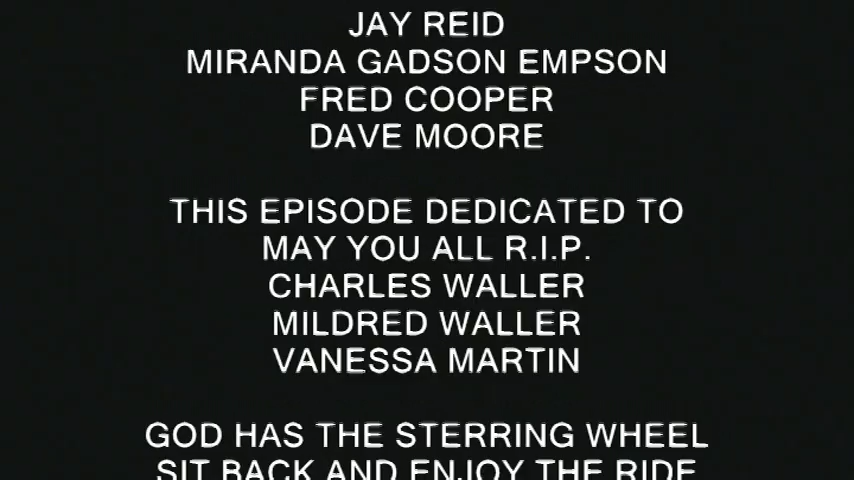 JAY REID
MIRANDA GADSON EMPSON
FRED COOPER
DAVE MOORE
THIS EPISODE DEDICATED TO
MAY YOU ALL R.I.P.
CHARLES WALLER
MILDRED WALLER
VANESSA MARTIN
GOD HAS THE STERRING WHEEL
SIT BACK AND ENJOY THE RIDE